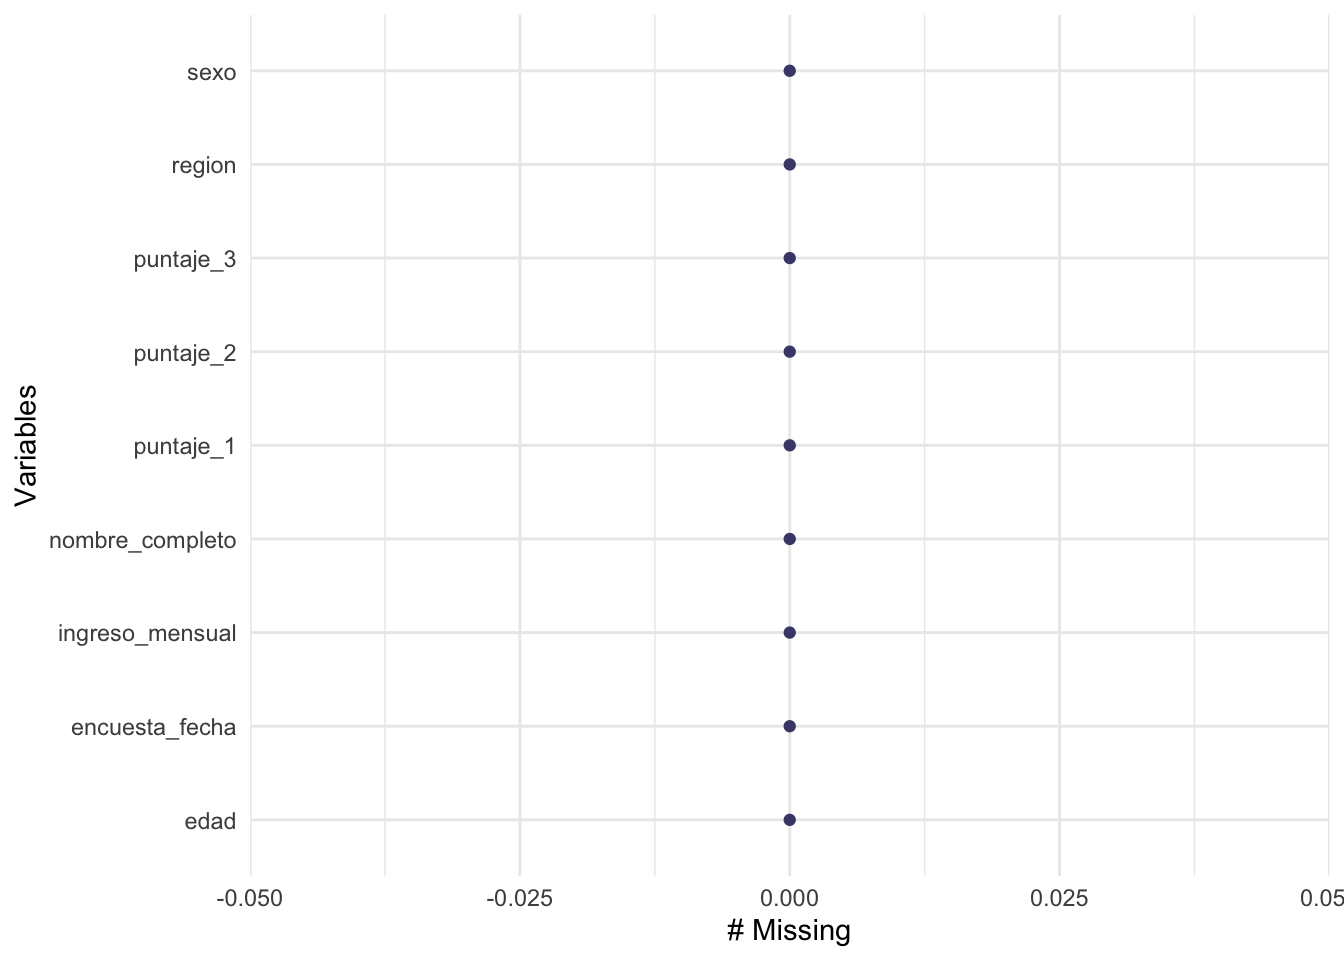 sexo
region
puntaje_3
puntaje_2
puntaje_1
nombre_completo
ingreso_mensual
encuesta_fecha
edad
Variables
-0.050 -0.025 0.000 0.025 0.05
# Missing